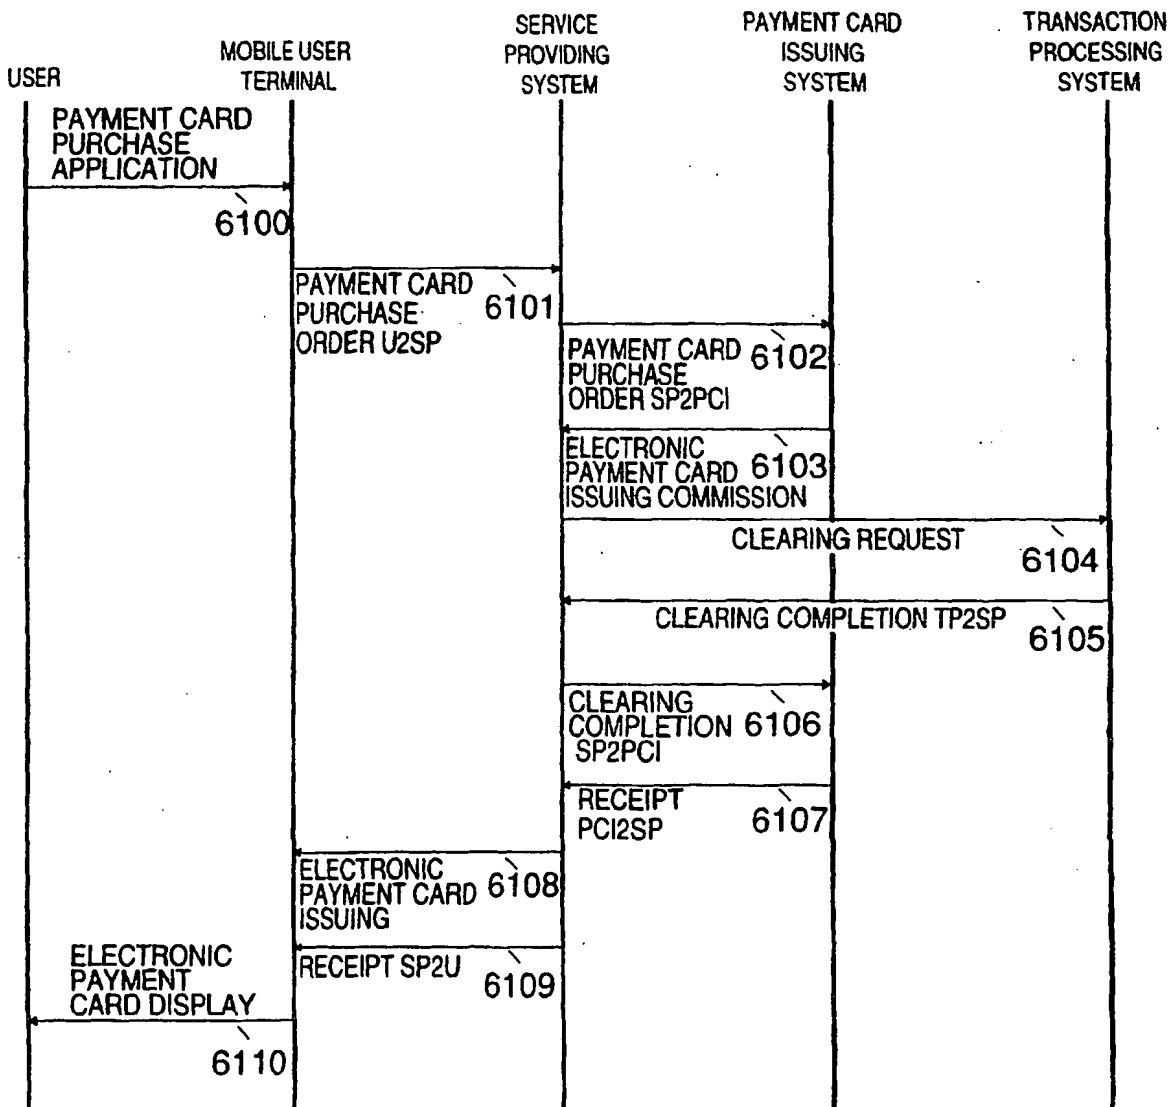 USER
MOBILE USER
TERMINAL
SERVICE
PROVIDING
SYSTEM
PAYMENT CARD
ISSUING
SYSTEM
TRANSACTION
PROCESSING
SYSTEM
PAYMENT CARD
PURCHASE
APPLICATION
6100
PAYMENT CARD
PURCHASE
ORDER U2SP
6101
PAYMENT CARD
PURCHASE
ORDER SP2PCI
6102
ELECTRONIC
PAYMENT CARD
ISSUING COMMISSION
6103
CLEARING REQUEST
6104
CLEARING COMPLETION TP2SP
6105
CLEARING
COMPLETION
SP2PCI
6106
RECEIPT
PCI2SP
6107
ELECTRONIC
PAYMENT CARD
ISSUING
6108
RECEIPT SP2U
6109
ELECTRONIC
PAYMENT
CARD DISPLAY
6110